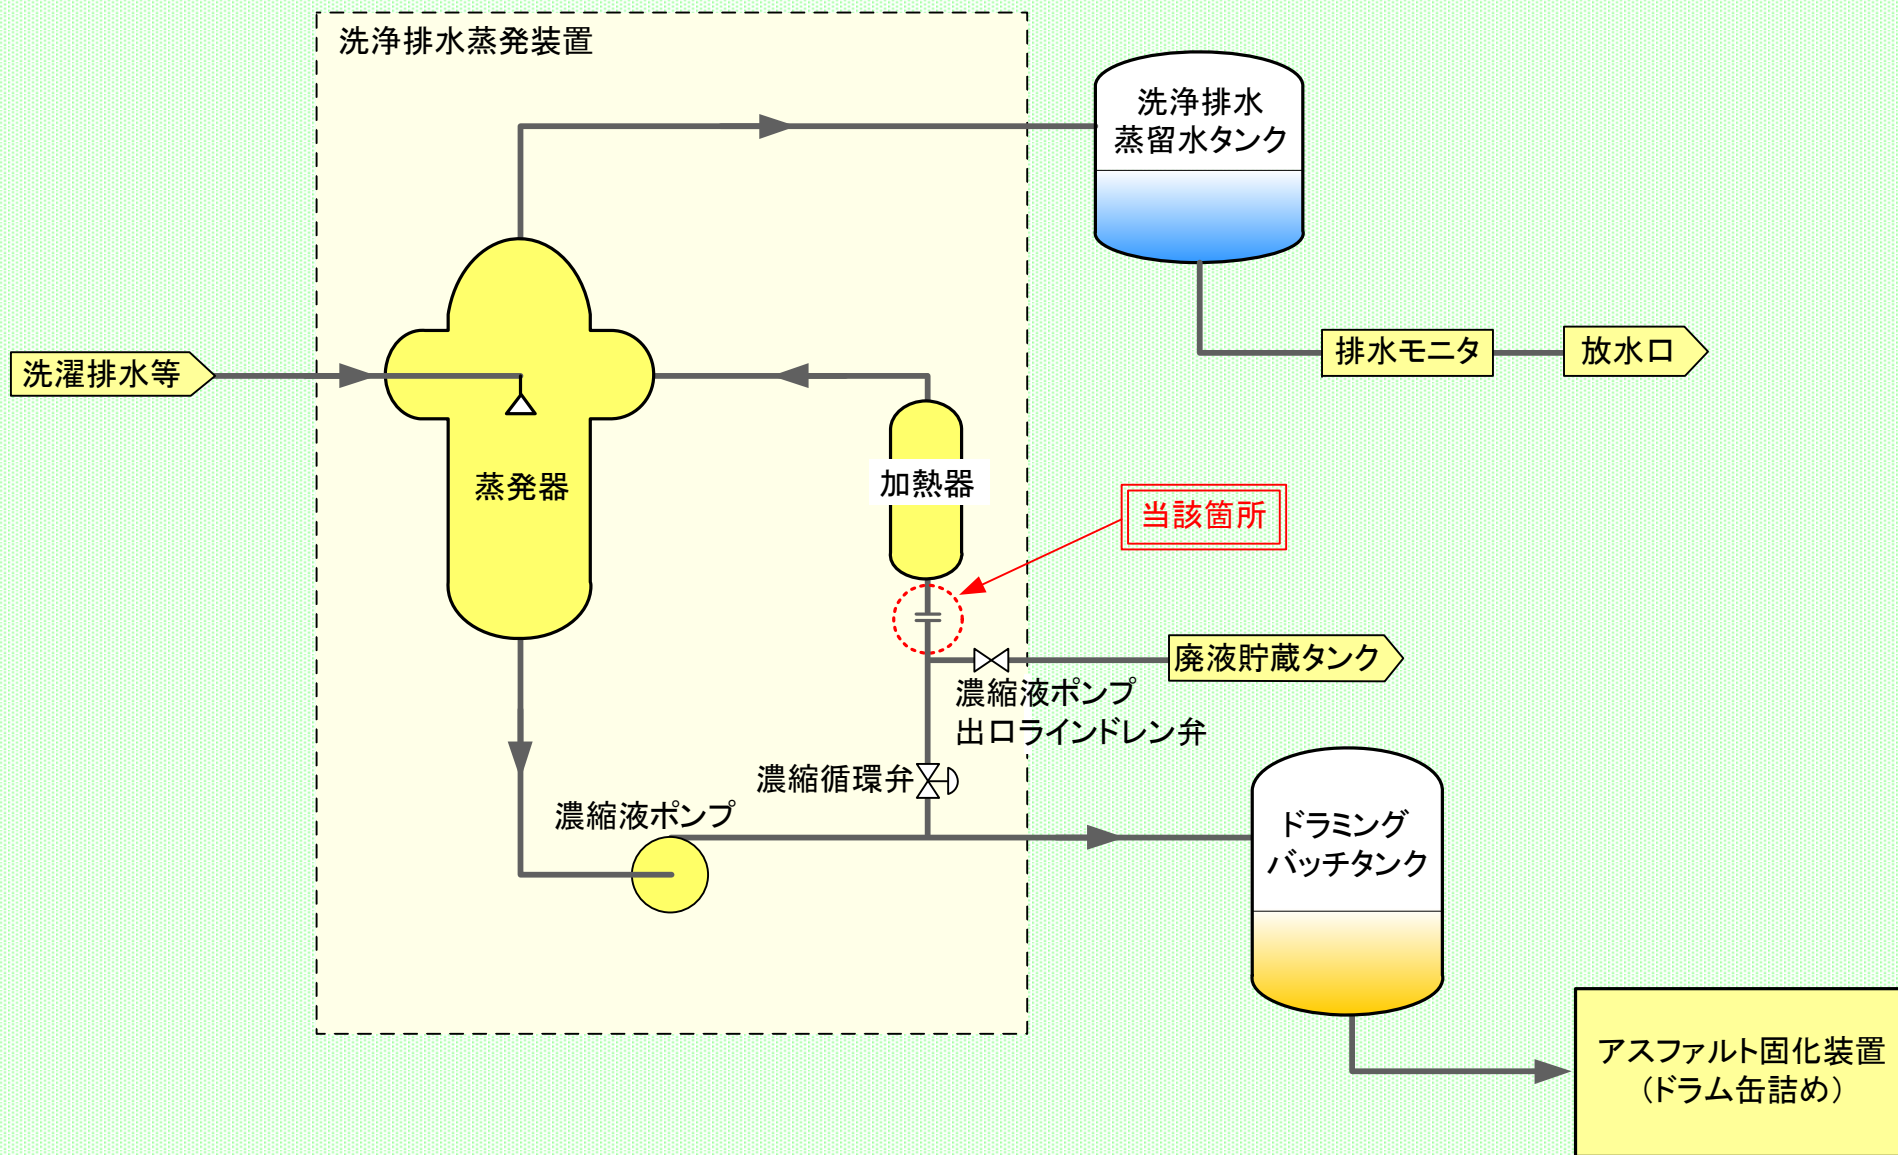 洗浄排水蒸発装置
洗浄排水
蒸留水タンク
排水モニタ
放水口
洗濯排水等
蒸発器
加熱器
当該箇所
廃液貯蔵タンク
濃縮液ポンプ
出口ラインドレン弁
濃縮循環弁
濃縮液ポンプ
ドラミング
バッチタンク
アスファルト固化装置
（ドラム缶詰め）